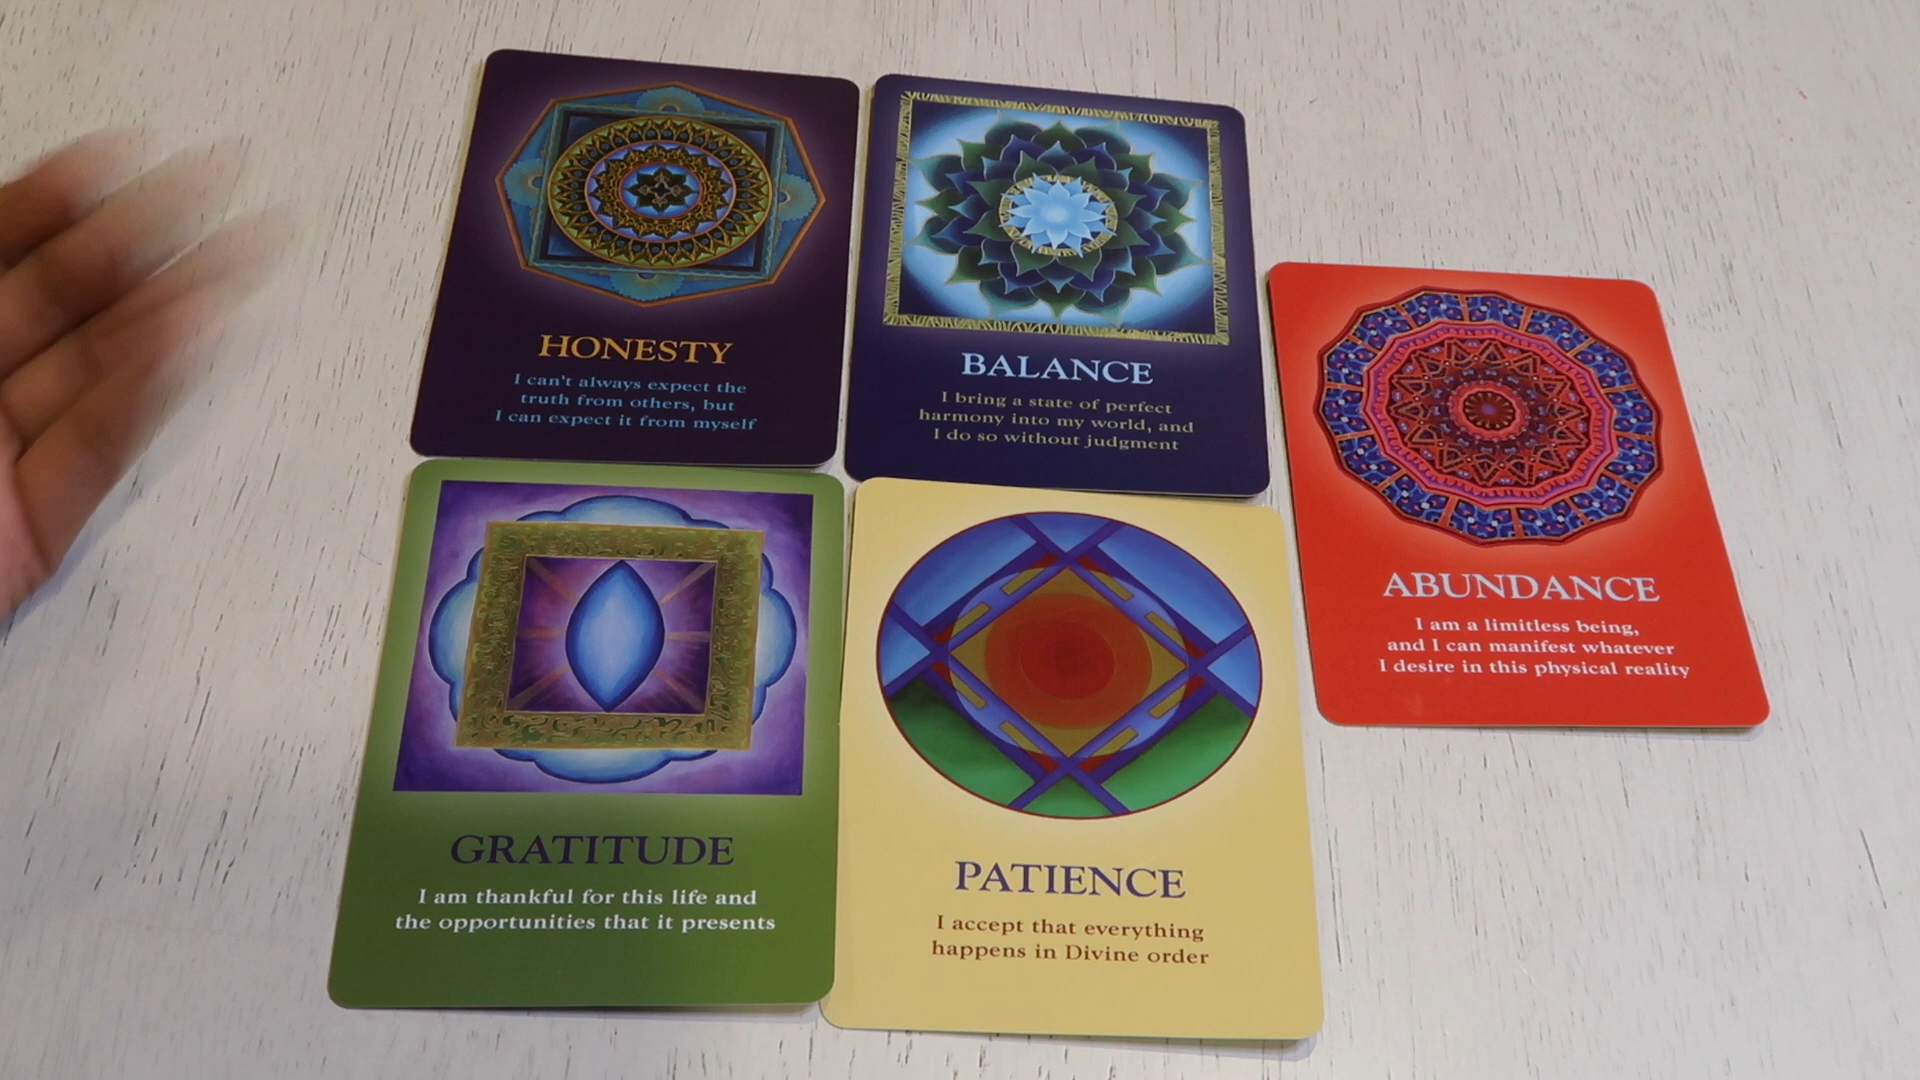 HONESTY
I can't always expect the
truth from others, but
I can expect it from myself
BALANCE
I bring a state of perfect
harmony into my world, and
I do so without judgment
ABUNDANCE
I am a limitless being,
and I can manifest whatever
I desire in this physical reality
GRATITUDE
I am thankful for this life and
the opportunities that it presents
PATIENCE
I accept that everything
happens in Divine order